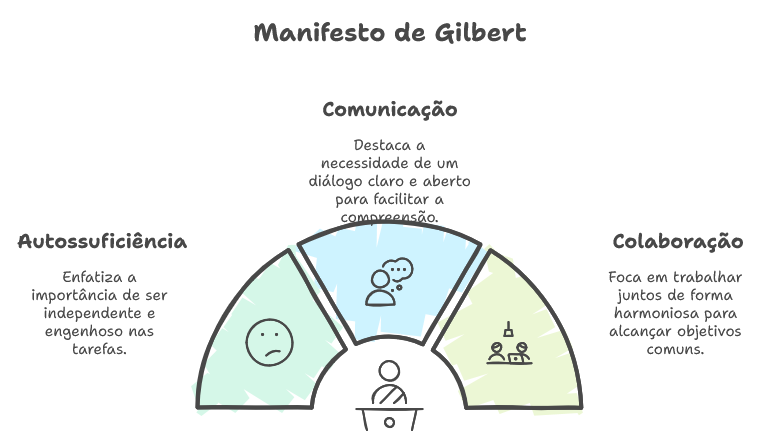 Manifesto de Gilbert
Comunicação
Destaca a
necessidade de um
diálogo claro e aberto
para facilitar a
compreensão.
Autossuficiência
Enfatiza a
importância de ser
independente e
engenhoso nas
tarefas.
Colaboração
Foca em trabalhar
juntos de forma
harmoniosa para
alcançar objetivos
comuns.